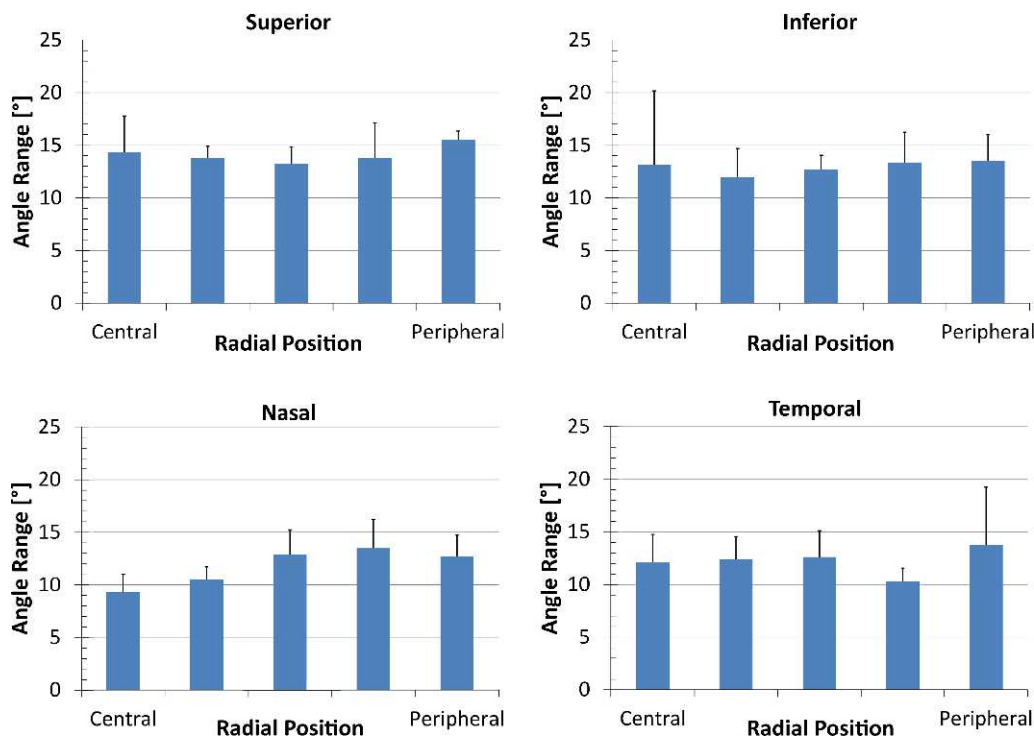 Superior
Angle Range [°]
25
20
15
10
5
0
Central
Peripheral
Radial Position
Inferior
Angle Range [°]
25
20
15
10
5
0
Central
Peripheral
Radial Position
Nasal
Angle Range [°]
25
20
15
10
5
0
Central
Peripheral
Radial Position
Temporal
Angle Range [°]
25
20
15
10
5
0
Central
Peripheral
Radial Position